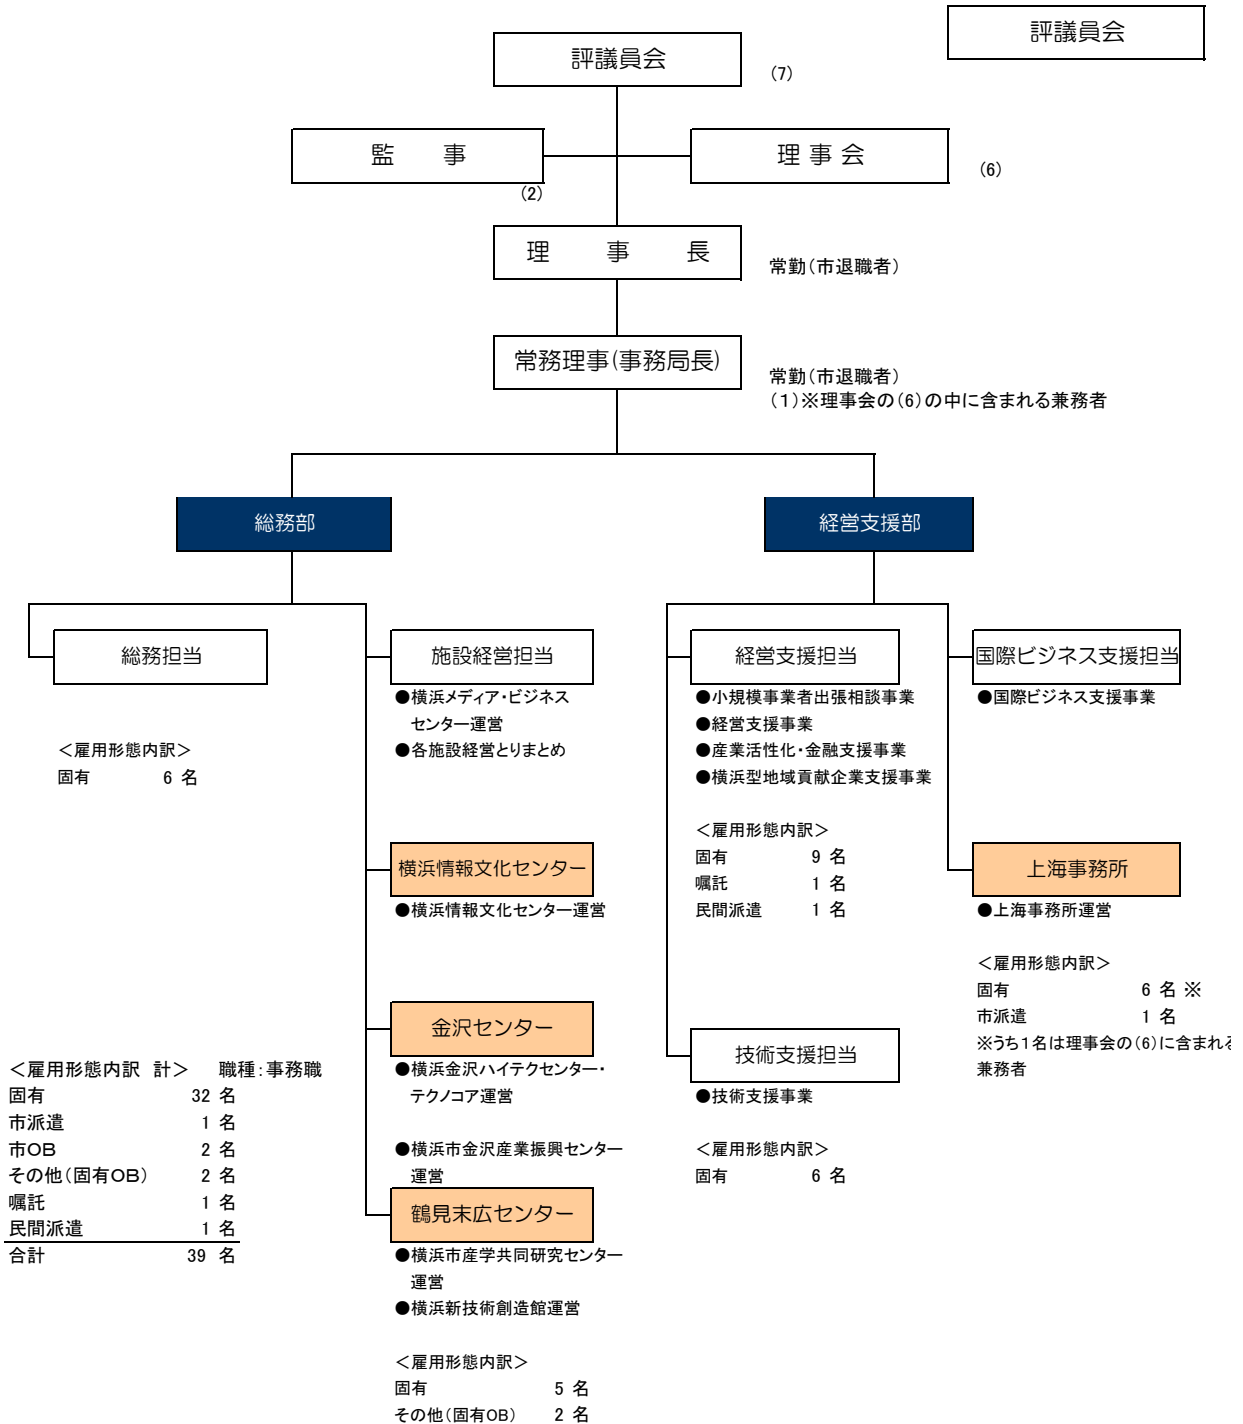 評議員会
評議員会
(7)
監 事
理 事 会
(2)
(6)
理 事 長
常勤(市退職者)
常務理事(事務局長)
常勤(市退職者)
(1)※理事会の(6)の中に含まれる兼務者
総務部
経営支援部
総務担当
<雇用形態内訳>
固有 6 名
施設経営担当
●横浜メディア・ビジネス
センター運営
●各施設経営とりまとめ
横浜情報文化センター
●横浜情報文化センター運営
金沢センター
●横浜金沢ハイテクセンター・
テクノコア運営
●横浜市金沢産業振興センター
運営
鶴見末広センター
●横浜市産学共同研究センター
運営
●横浜新技術創造館運営
<雇用形態内訳>
固有 5 名
その他(固有OB) 2 名
経営支援担当
●小規模事業者出張相談事業
●経営支援事業
●産業活性化・金融支援事業
●横浜型地域貢献企業支援事業
<雇用形態内訳>
固有 9 名
嘱託 1 名
民間派遣 1 名
技術支援担当
●技術支援事業
<雇用形態内訳>
固有 6 名
国際ビジネス支援担当
●国際ビジネス支援事業
上海事務所
●上海事務所運営
<雇用形態内訳>
固有 6 名 ※
市派遣 1 名
※うち1名は理事会の(6)に含まれる
兼務者
<雇用形態内訳 計> 職種:事務職
固有 32 名
市派遣 1 名
市OB 2 名
その他(固有OB) 2 名
嘱託 1 名
民間派遣 1 名
合計 39 名